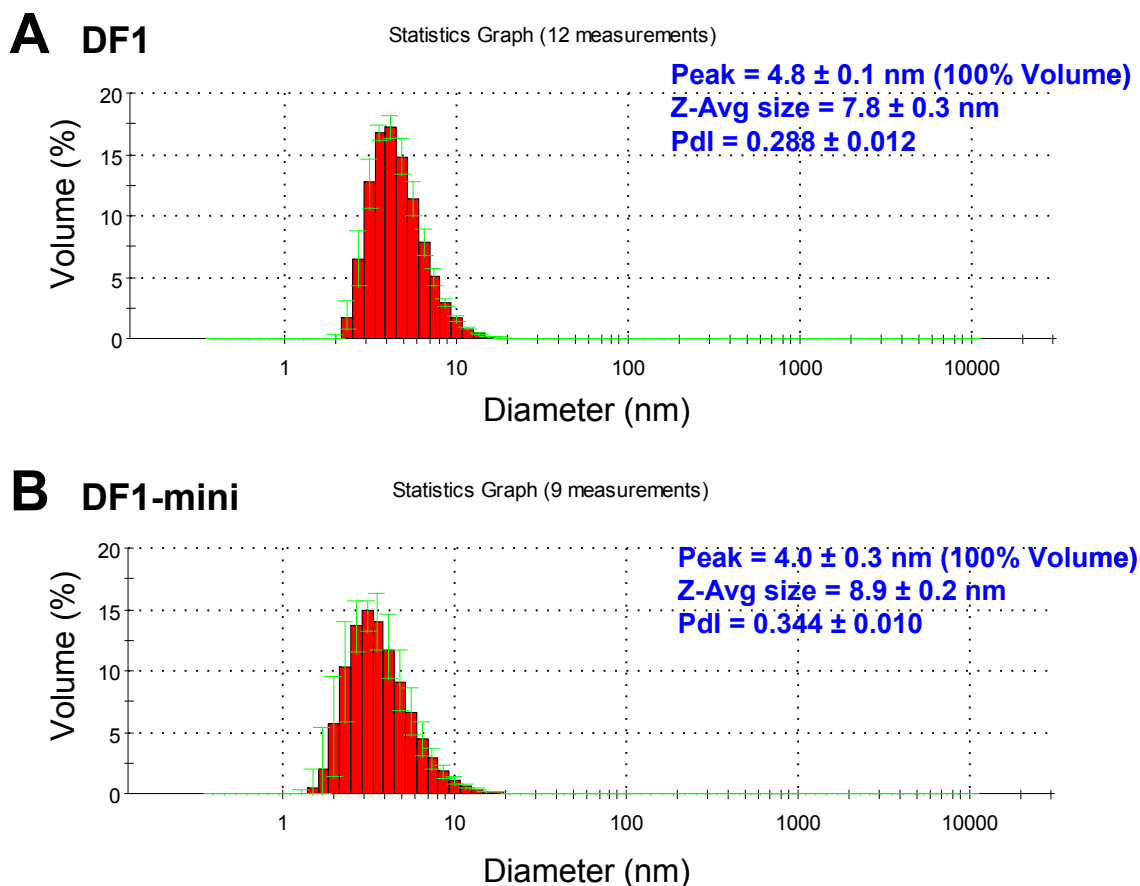 A DF1
Statistics Graph (12 measurements)
Peak = 4.8 ± 0.1 nm (100% Volume)
Z-Avg size = 7.8 ± 0.3 nm
PdI = 0.288 ± 0.012
Volume (%)
20
15
10
5
0
1 10 100 1000 10000
Diameter (nm)
B DF1-mini
Statistics Graph (9 measurements)
Peak = 4.0 ± 0.3 nm (100% Volume)
Z-Avg size = 8.9 ± 0.2 nm
PdI = 0.344 ± 0.010
Volume (%)
20
15
10
5
0
1 10 100 1000 10000
Diameter (nm)